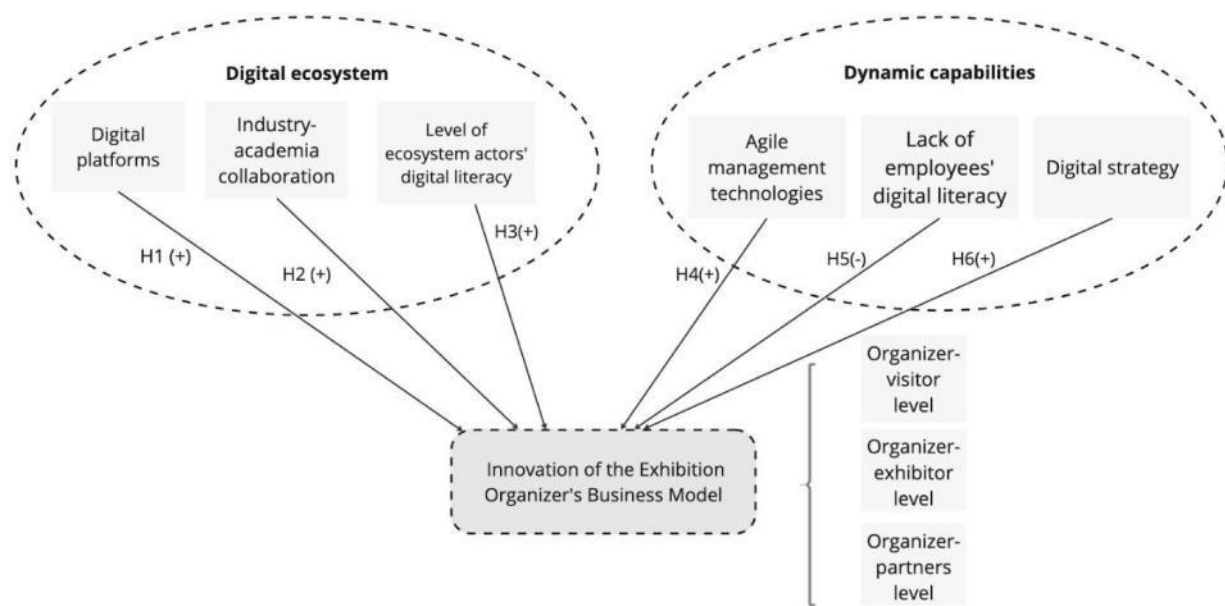 Digital ecosystem
Digital
platforms
Industry-
academia
collaboration
Level of
ecosystem actors'
digital literacy
H1 (+)
H2 (+)
H3(+)
Dynamic capabilities
Agile
management
technologies
Lack of
employees'
digital literacy
Digital strategy
H4(+)
H5(-)
H6(+)
Innovation of the Exhibition
Organizer's Business Model
Organizer-
visitor
level
Organizer-
exhibitor
level
Organizer-
partners
level